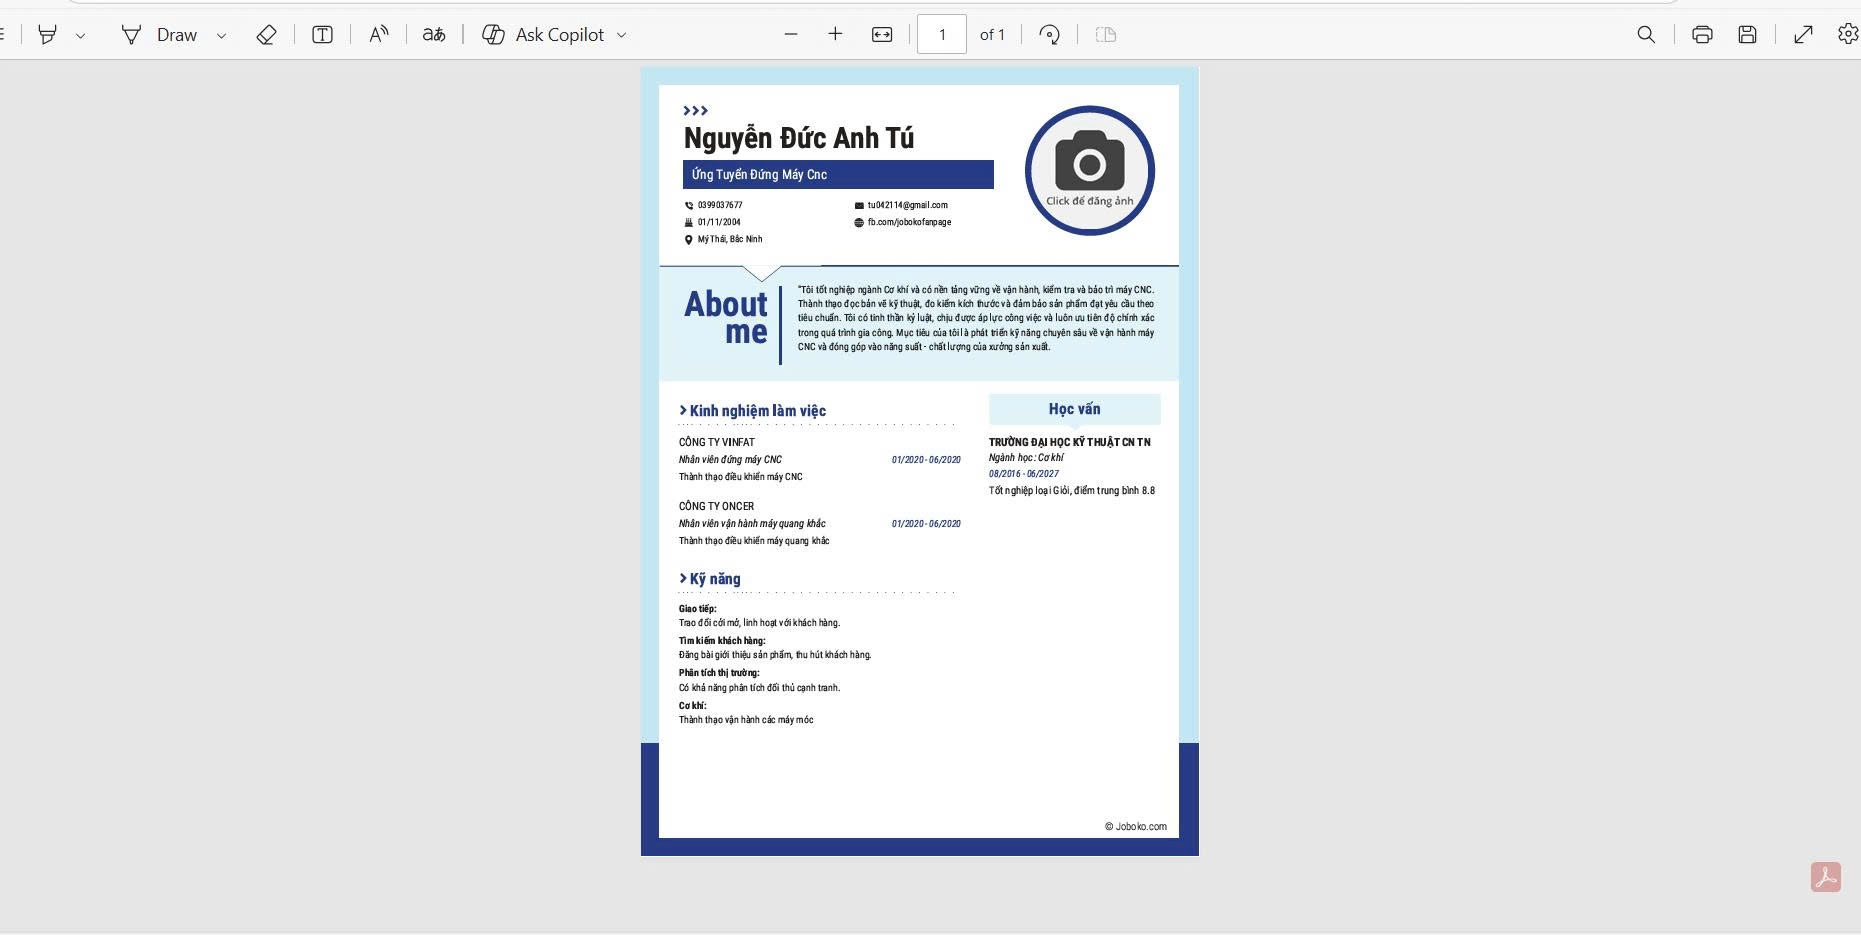 Draw
aあ
Ask Copilot
1 of 1
Nguyễn Đức Anh Tú
Ứng Tuyển Đứng Máy Cnc
0399037677
tu042114@gmail.com
01/11/2004
fb.com/jobokofanpage
Mỹ Thái, Bắc Ninh
Click để đăng ảnh
About
me
"Tôi tốt nghiệp ngành Cơ khí và có nền tảng vững về vận hành, kiểm tra và bảo trì máy CNC.
Thành thạo đọc bản vẽ kỹ thuật, đo kiểm kích thước và đảm bảo sản phẩm đạt yêu cầu theo
tiêu chuẩn. Tôi có tinh thần kỷ luật, chịu được áp lực công việc và luôn ưu tiên độ chính xác
trong quá trình gia công. Mục tiêu của tôi là phát triển kỹ năng chuyên sâu về vận hành máy
CNC và đóng góp vào năng suất - chất lượng của xưởng sản xuất.
Kinh nghiệm làm việc
CÔNG TY VINFAT
Nhân viên đứng máy CNC 01/2020 - 06/2020
Thành thạo điều khiển máy CNC
CÔNG TY ONCER
Nhân viên vận hành máy quang khắc 01/2020 - 06/2020
Thành thạo điều khiển máy quang khắc
Kỹ năng
Giao tiếp:
Trao đổi cởi mở, linh hoạt với khách hàng.
Tìm kiếm khách hàng:
Đăng bài giới thiệu sản phẩm, thu hút khách hàng.
Phân tích thị trường:
Có khả năng phân tích đối thủ cạnh tranh.
Cơ khí:
Thành thạo vận hành các máy móc
Học vấn
TRƯỜNG ĐẠI HỌC KỸ THUẬT CN TN
Ngành học: Cơ khí
08/2016 - 06/2027
Tốt nghiệp loại Giỏi, điểm trung bình 8.8
© Joboko.com